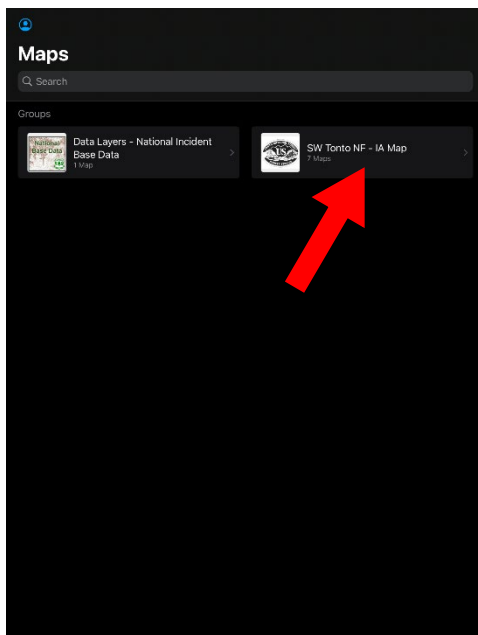 Maps
Search
Groups
National
Base Data
Data Layers - National Incident
Base Data
1 Map
US
SW Tonto NF - IA Map
7 Maps